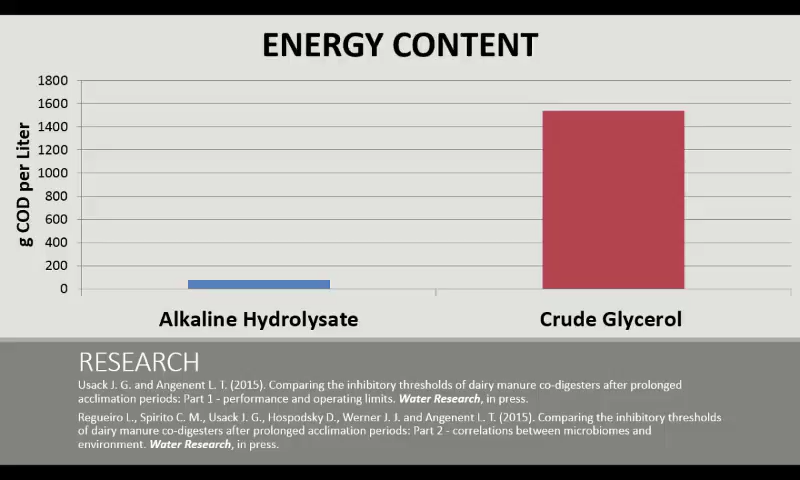 ENERGY CONTENT
g COD per Liter
1800
1600
1400
1200
1000
800
600
400
200
0
Alkaline Hydrolysate
Crude Glycerol
RESEARCH
Usack J. G. and Angenent L. T. (2015). Comparing the inhibitory thresholds of dairy manure co-digesters after prolonged
acclimation periods: Part 1 - performance and operating limits. Water Research, in press.
Regueiro L., Spirito C. M., Usack J. G., Hospodsky D., Werner J. J. and Angenent L. T. (2015). Comparing the inhibitory thresholds
of dairy manure co-digesters after prolonged acclimation periods: Part 2 - correlations between microbiomes and
environment. Water Research, in press.